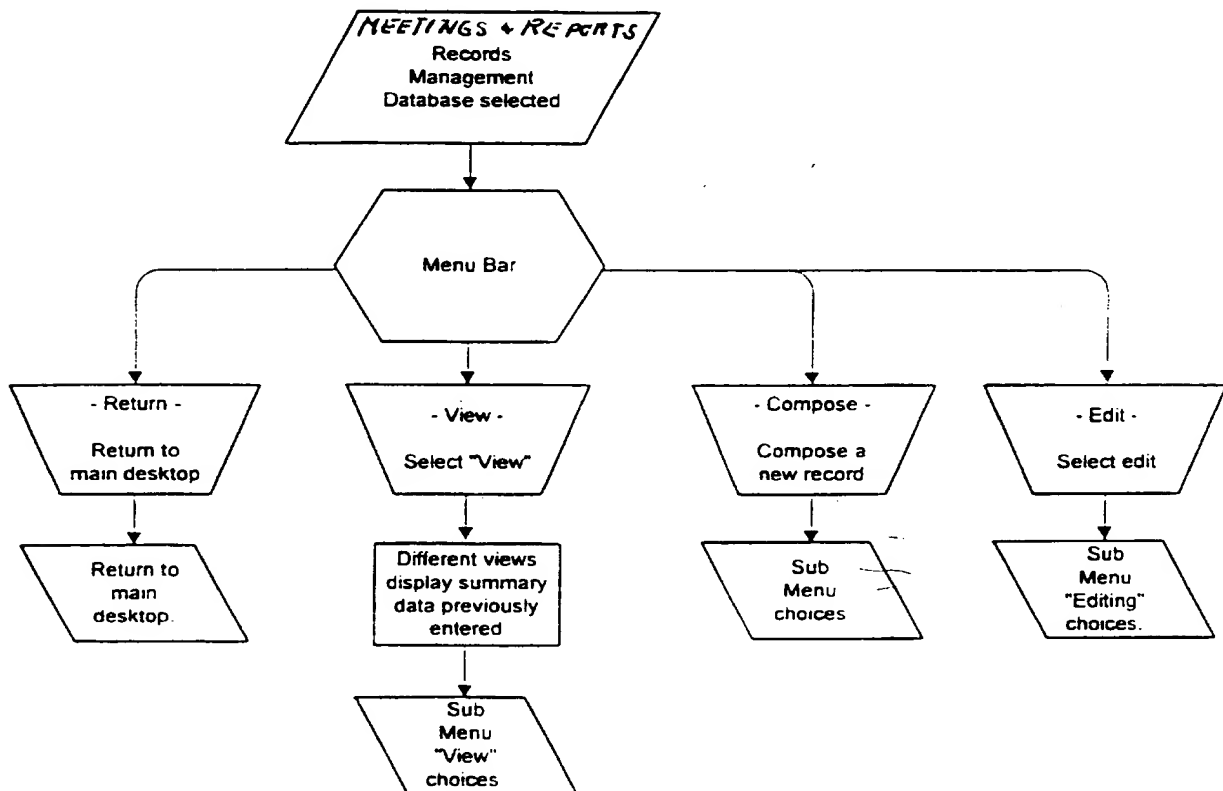 MEETINGS & REPORTS
Records
Management
Database selected
Menu Bar
- Return -
Return to
main desktop
- View -
Select "View"
- Compose -
Compose a
new record
- Edit -
Select edit
Return to
main
desktop.
Different views
display summary
data previously
entered
Sub
Menu
choices
Sub
Menu
"Editing"
choices.
Sub
Menu
"View"
choices